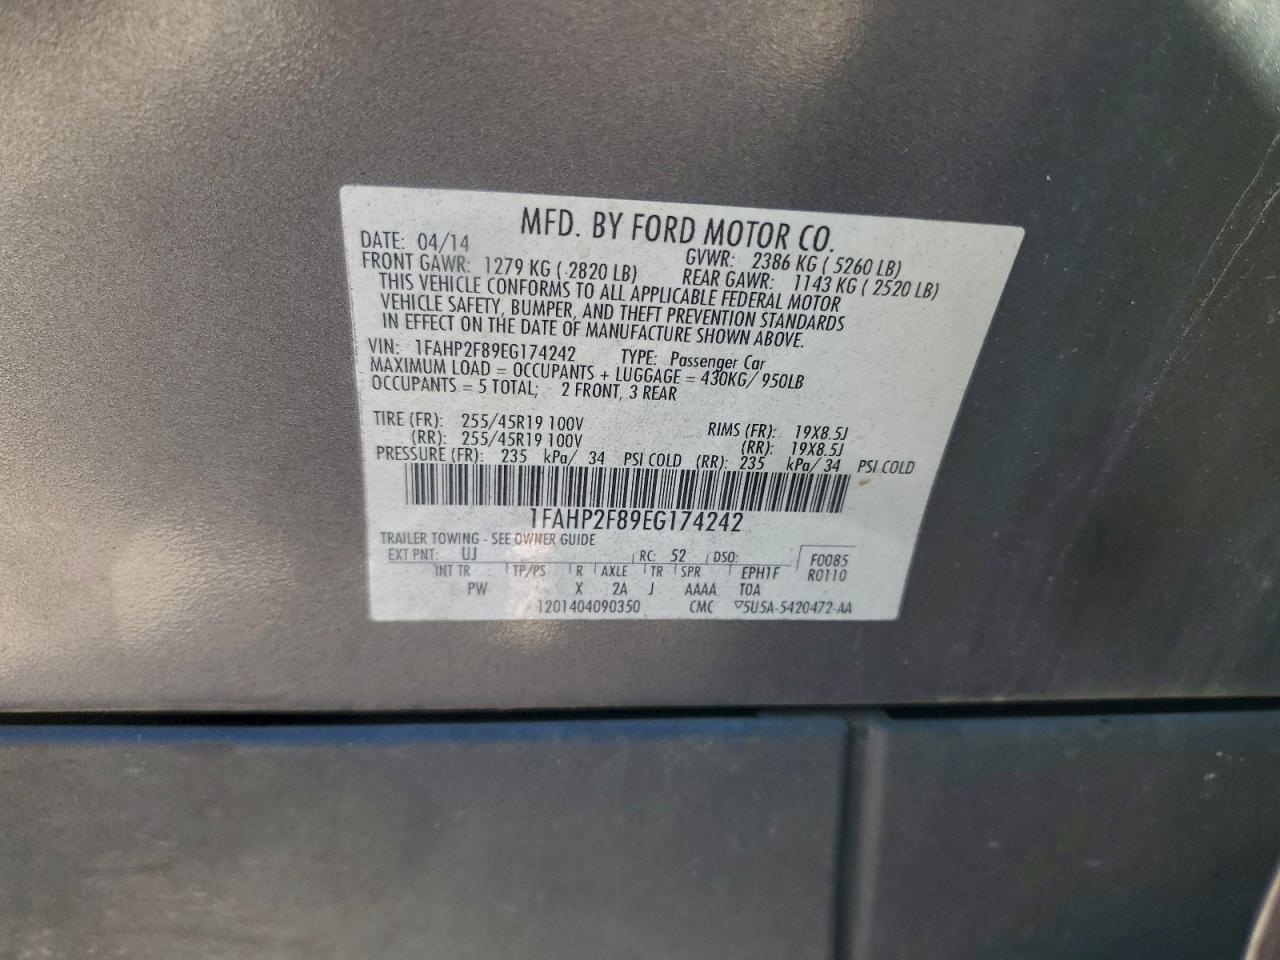 MFD. BY FORD MOTOR CO.
DATE: 04/14 GVWR: 2386 KG ( 5260 LB)
FRONT GAWR: 1279 KG ( 2820 LB) REAR GAWR: 1143 KG ( 2520 LB)
THIS VEHICLE CONFORMS TO ALL APPLICABLE FEDERAL MOTOR
VEHICLE SAFETY, BUMPER, AND THEFT PREVENTION STANDARDS
IN EFFECT ON THE DATE OF MANUFACTURE SHOWN ABOVE.
VIN: 1FAHP2F89EG174242 TYPE: Passenger Car
MAXIMUM LOAD = OCCUPANTS + LUGGAGE = 430KG/ 950LB
OCCUPANTS = 5 TOTAL; 2 FRONT, 3 REAR
TIRE (FR): 255/45R19 100V RIMS (FR): 19X8.5J
(RR): 255/45R19 100V (RR): 19X8.5J
PRESSURE (FR): 235 kPa/ 34 PSI COLD (RR): 235 kPa/ 34 PSI COLD
1FAHP2F89EG174242
TRAILER TOWING - SEE OWNER GUIDE
EXT PNT: UJ RC: 52 DSO: F0085
INT TR TP/PS R AXLE TR SPR EPH1F R0110
PW X 2A J AAAA TOA
1201404090350 CMC ▽5U5A-5420472-AA